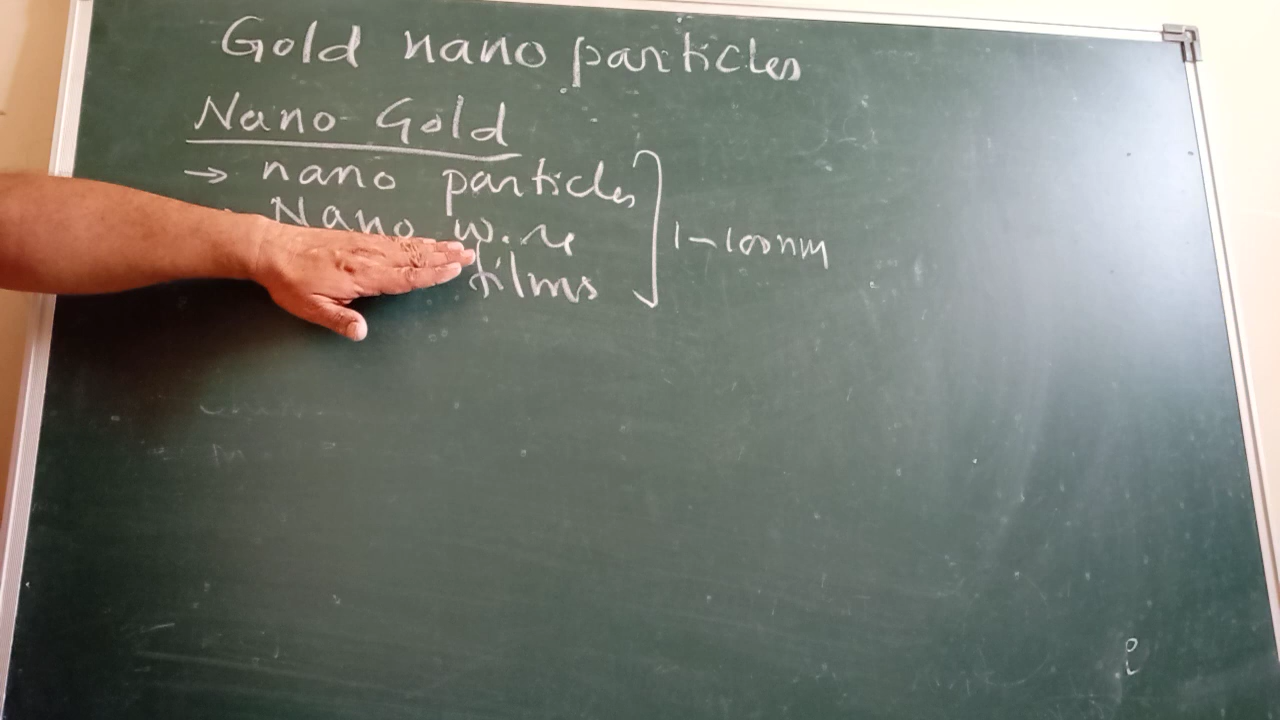 Gold nano particles
Nano Gold
→ nano particles
Nano wire
films
1-100nm